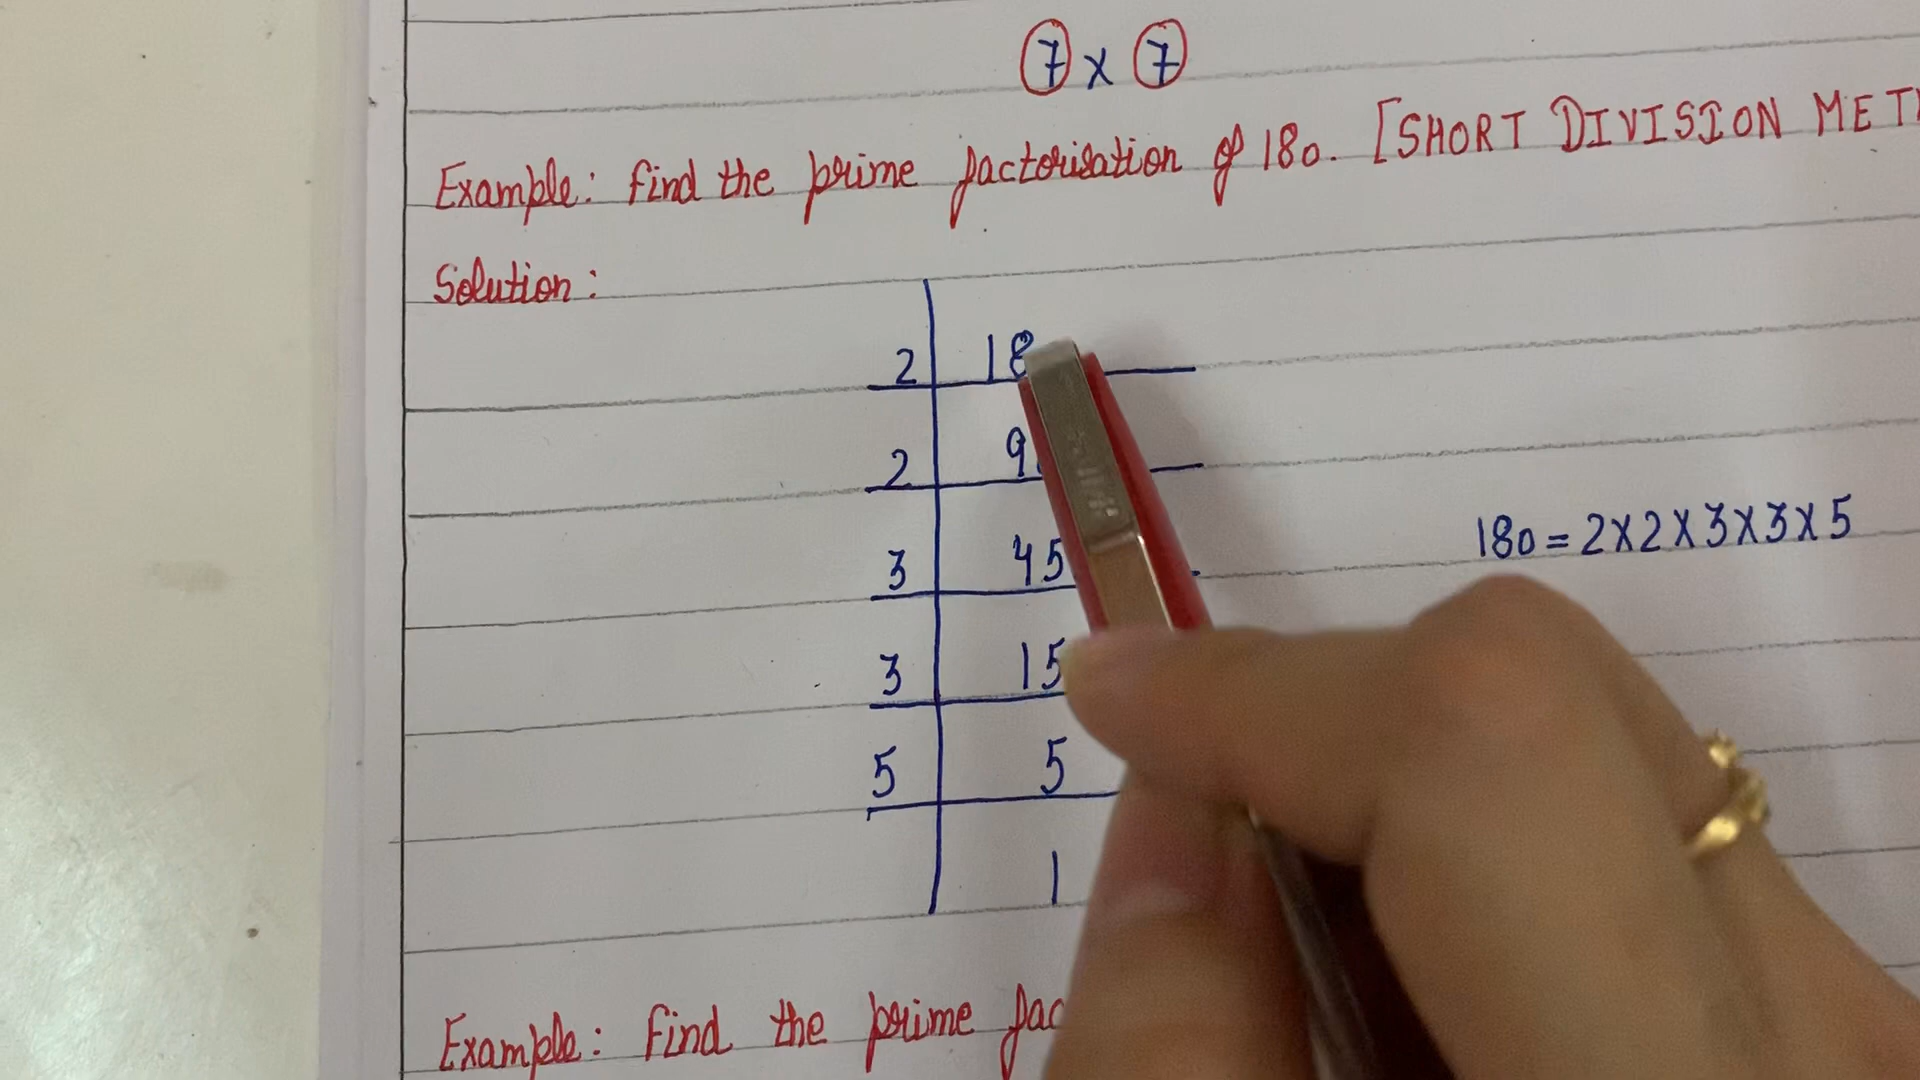 7 x 7
Example: find the prime factorisation of 180. [SHORT DIVISION METH
Solution:
2 18
2 9
3 45
3 15
5 5
1
180 = 2X2X3X3X5
Example: find the prime fac